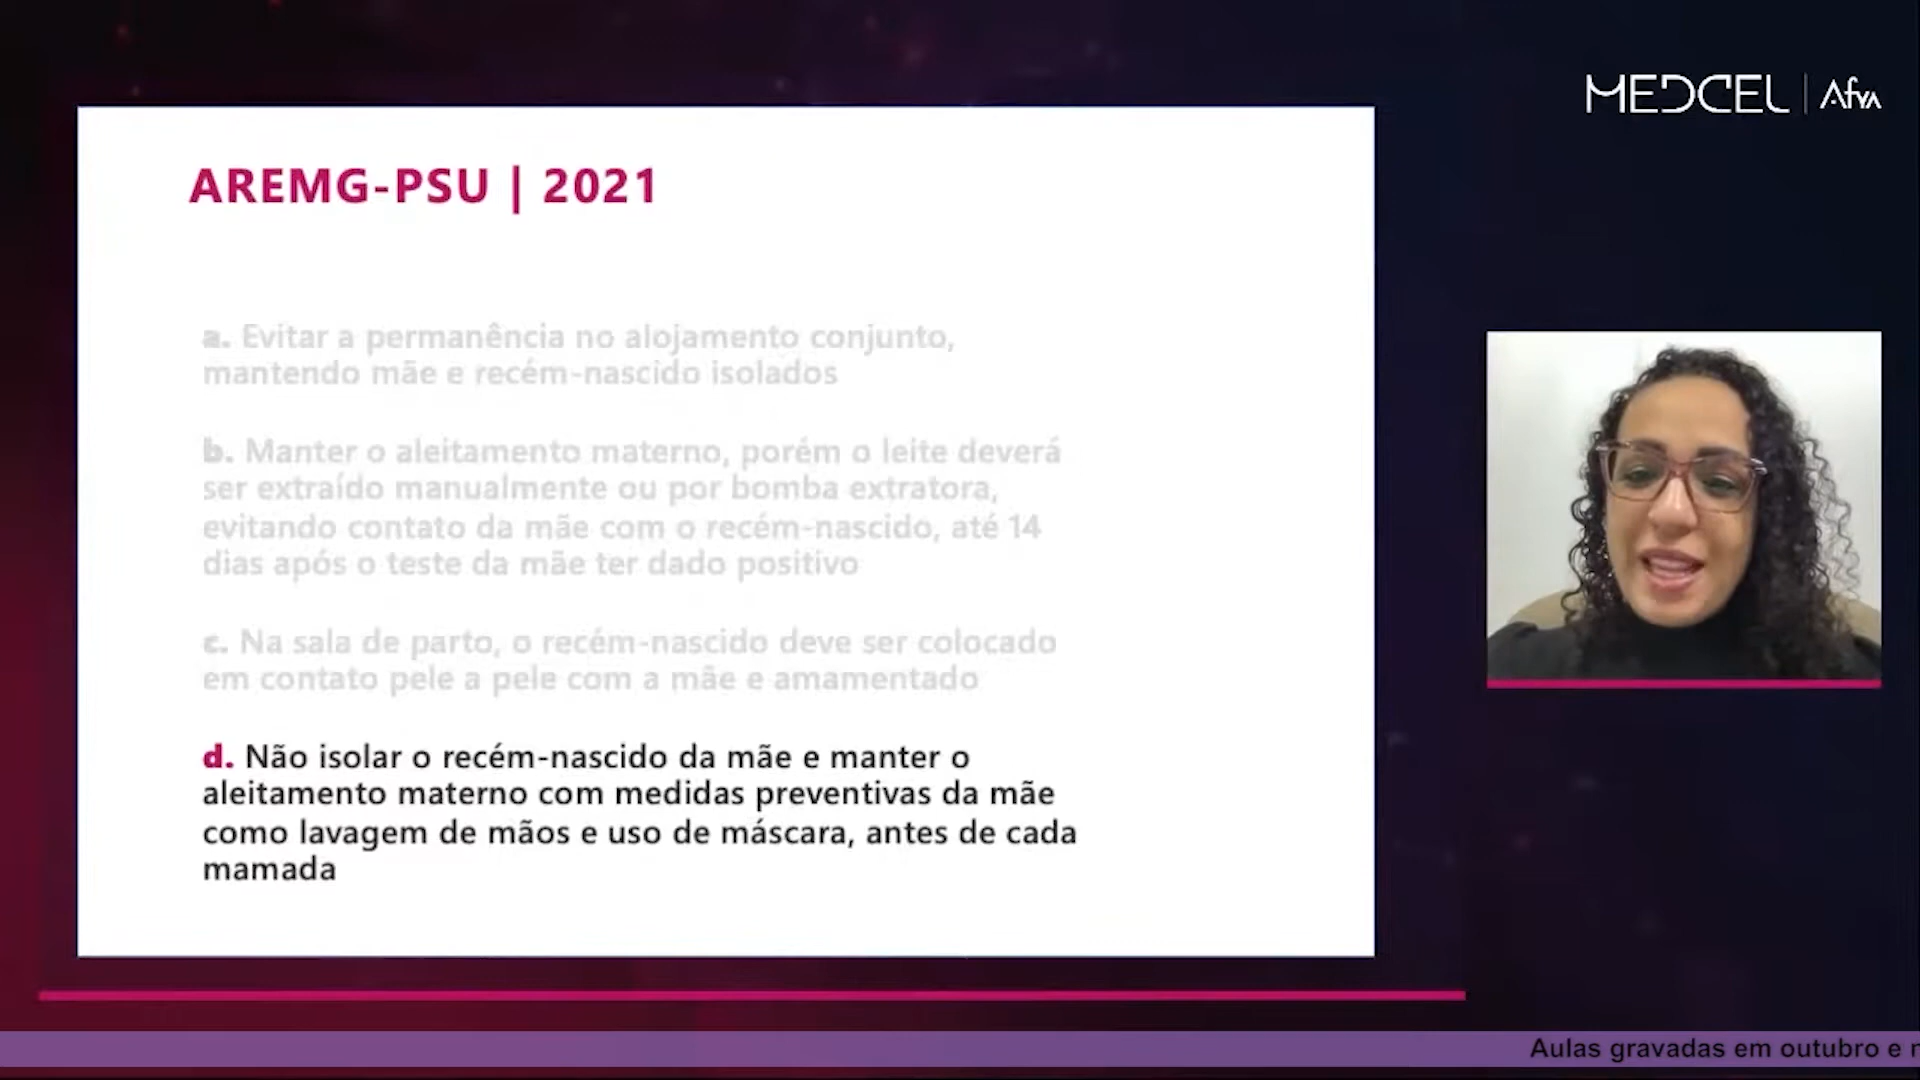 MEDCEL | Afya
AREMG-PSU | 2021
a. Evitar a permanência no alojamento conjunto,
mantendo mãe e recém-nascido isolados
b. Manter o aleitamento materno, porém o leite deverá
ser extraído manualmente ou por bomba extratora,
evitando contato da mãe com o recém-nascido, até 14
dias após o teste da mãe ter dado positivo
c. Na sala de parto, o recém-nascido deve ser colocado
em contato pele a pele com a mãe e amamentado
d. Não isolar o recém-nascido da mãe e manter o
aleitamento materno com medidas preventivas da mãe
como lavagem de mãos e uso de máscara, antes de cada
mamada
Aulas gravadas em outubro e